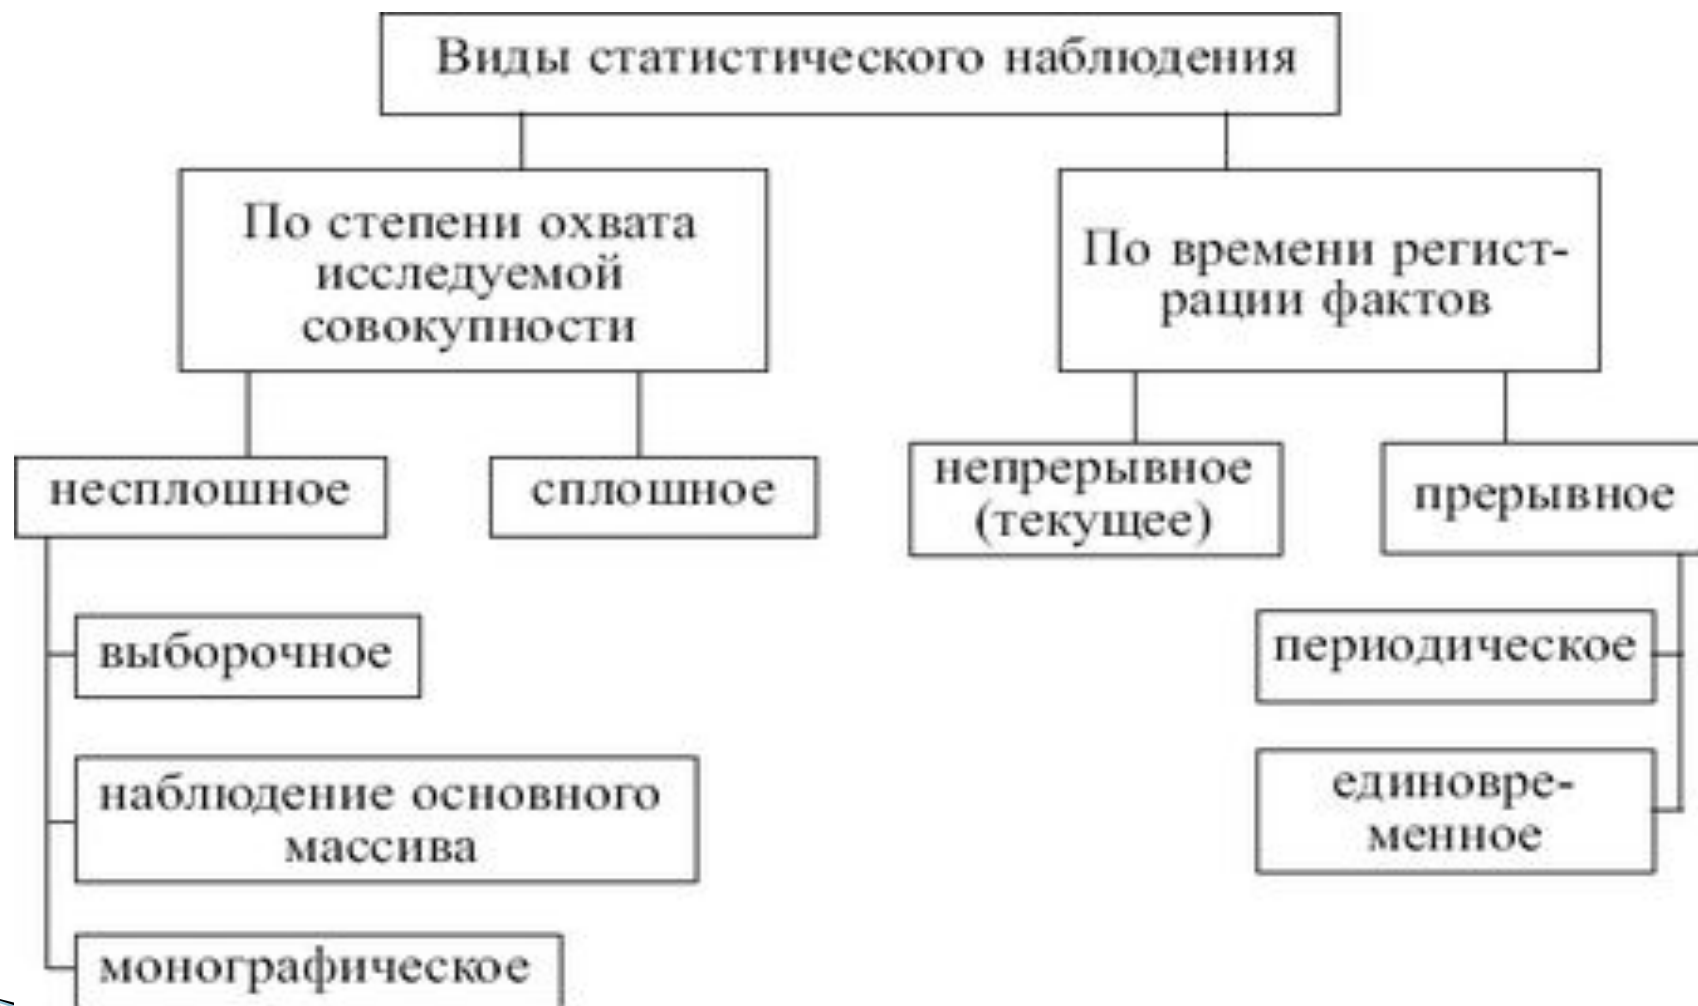 Виды статистического наблюдения
По степени охвата
исследуемой
совокупности
По времени регист-
рации фактов
несплошное
сплошное
непрерывное
(текущее)
прерывное
выборочное
наблюдение основного
массива
монографическое
периодическое
единовре-
менное